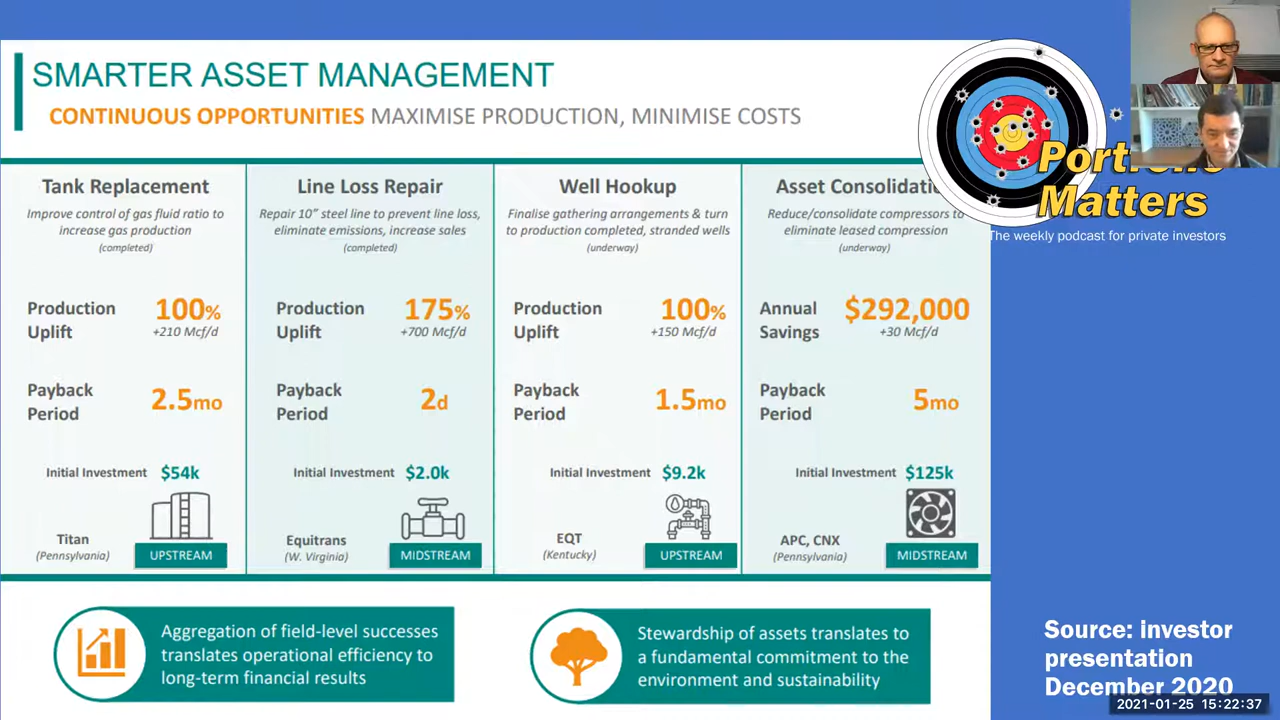 SMARTER ASSET MANAGEMENT
CONTINUOUS OPPORTUNITIES MAXIMISE PRODUCTION, MINIMISE COSTS
Tank Replacement
Improve control of gas fluid ratio to
increase gas production
(completed)
Production
Uplift
100%
+210 Mcf/d
Payback
Period
2.5mo
Initial Investment $54k
Titan
(Pennsylvania)
UPSTREAM
Line Loss Repair
Repair 10" steel line to prevent line loss,
eliminate emissions, increase sales
(completed)
Production
Uplift
175%
+700 Mcf/d
Payback
Period
2d
Initial Investment $2.0k
Equitrans
(W. Virginia)
MIDSTREAM
Well Hookup
Finalise gathering arrangements & turn
to production completed, stranded wells
(underway)
Production
Uplift
100%
+150 Mcf/d
Payback
Period
1.5mo
Initial Investment $9.2k
EQT
(Kentucky)
UPSTREAM
Asset
Reduce/consolidate compressors to
eliminate leased compression
(underway)
Annual
Savings
$292,000
+30 Mcf/d
Payback
Period
5mo
Initial Investment $125k
APC, CNX
(Pennsylvania)
MIDSTREAM
Aggregation of field-level successes
translates operational efficiency to
long-term financial results
Stewardship of assets translates to
a fundamental commitment to the
environment and sustainability
Matters
The weekly podcast for private investors
Source: investor
presentation
December 2020
2021-01-25 15:22:37